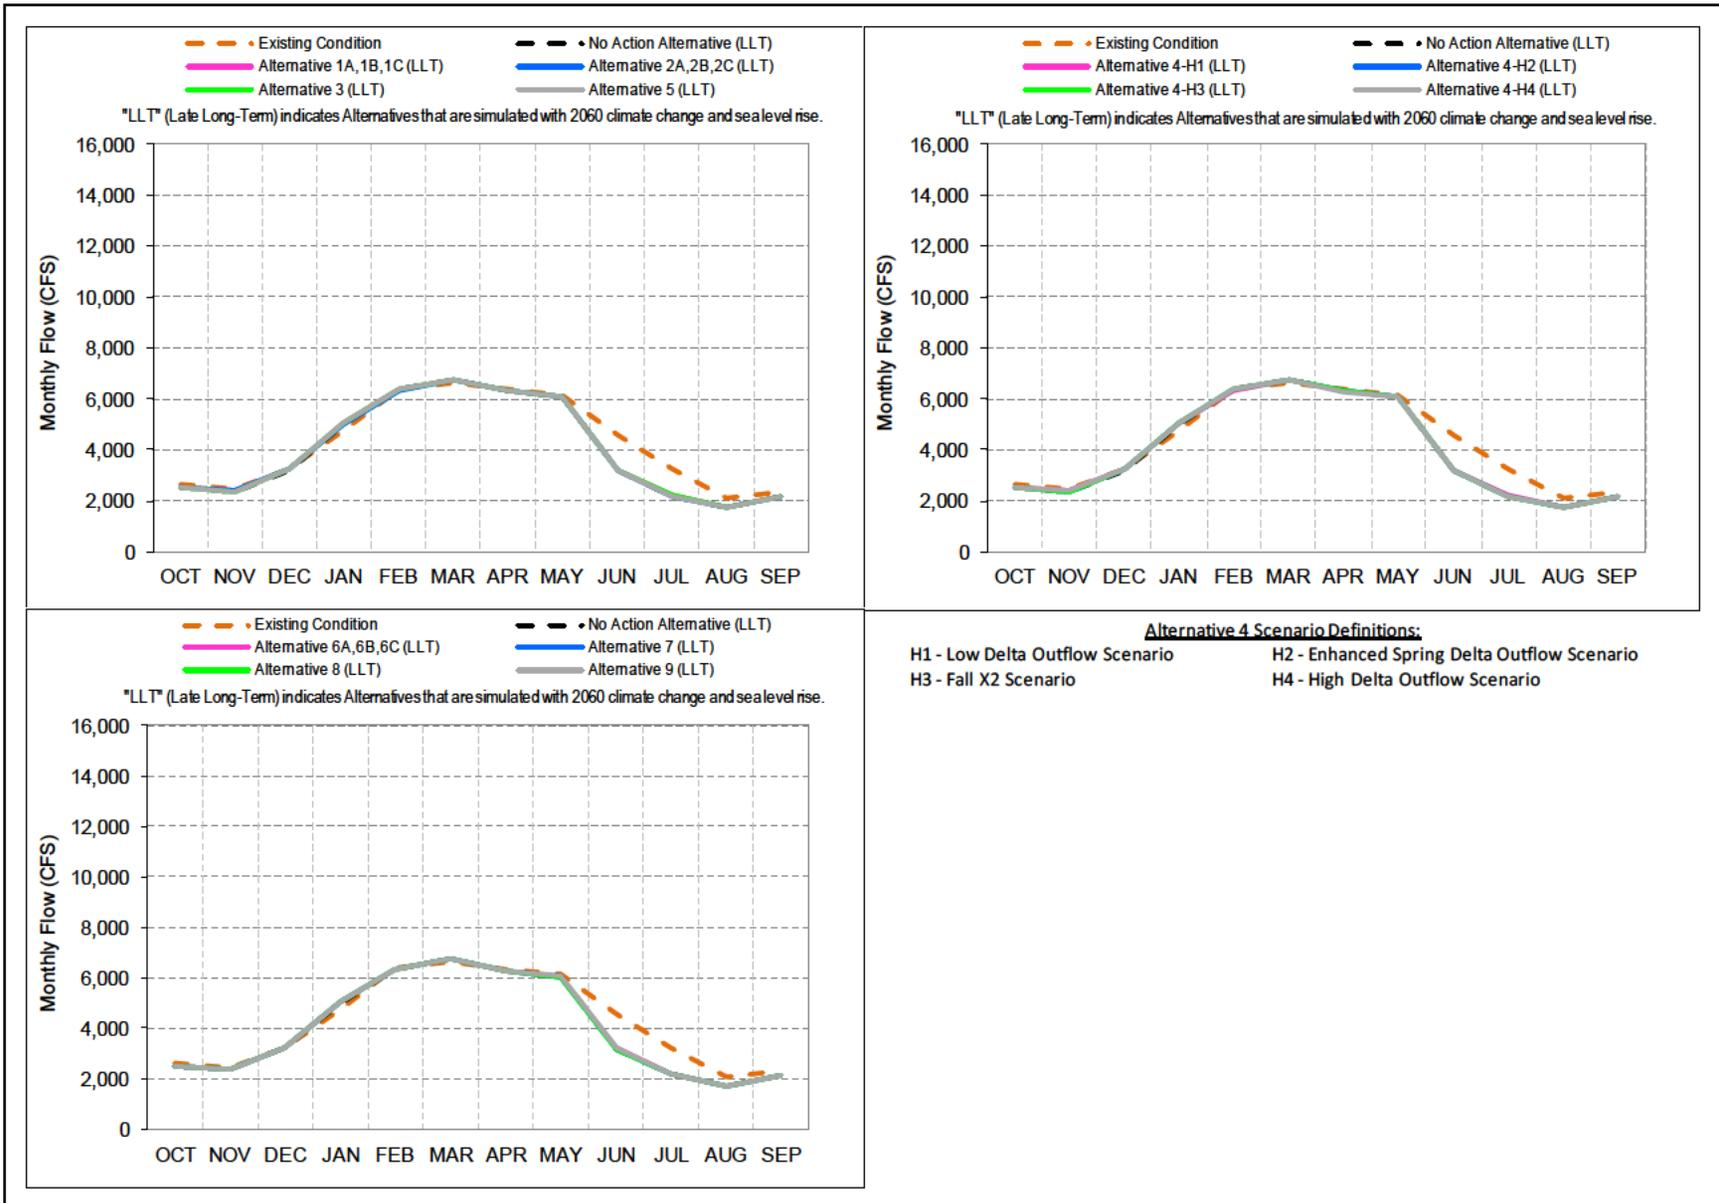 Existing Condition
No Action Alternative (LLT)
Alternative 1A,1B,1C (LLT)
Alternative 2A,2B,2C (LLT)
Alternative 3 (LLT)
Alternative 5 (LLT)
"LLT" (Late Long-Term) indicates Alternatives that are simulated with 2060 climate change and sea level rise.
16,000
14,000
12,000
10,000
8,000
6,000
4,000
2,000
0
Monthly Flow (CFS)
OCT NOV DEC JAN FEB MAR APR MAY JUN JUL AUG SEP
Existing Condition
No Action Alternative (LLT)
Alternative 4-H1 (LLT)
Alternative 4-H2 (LLT)
Alternative 4-H3 (LLT)
Alternative 4-H4 (LLT)
"LLT" (Late Long-Term) indicates Alternatives that are simulated with 2060 climate change and sea level rise.
16,000
14,000
12,000
10,000
8,000
6,000
4,000
2,000
0
Monthly Flow (CFS)
OCT NOV DEC JAN FEB MAR APR MAY JUN JUL AUG SEP
Existing Condition
No Action Alternative (LLT)
Alternative 6A,6B,6C (LLT)
Alternative 7 (LLT)
Alternative 8 (LLT)
Alternative 9 (LLT)
"LLT" (Late Long-Term) indicates Alternatives that are simulated with 2060 climate change and sea level rise.
16,000
14,000
12,000
10,000
8,000
6,000
4,000
2,000
0
Monthly Flow (CFS)
OCT NOV DEC JAN FEB MAR APR MAY JUN JUL AUG SEP
Alternative 4 Scenario Definitions:
H1 - Low Delta Outflow Scenario
H2 - Enhanced Spring Delta Outflow Scenario
H3 - Fall X2 Scenario
H4 - High Delta Outflow Scenario